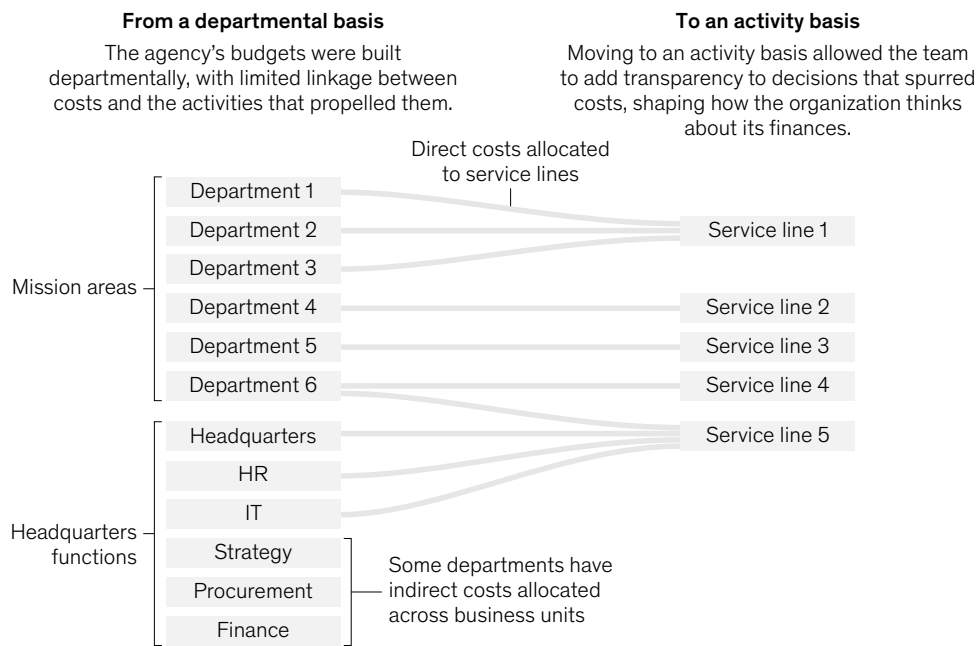 From a departmental basis
The agency’s budgets were built
departmentally, with limited linkage between
costs and the activities that propelled them.
To an activity basis
Moving to an activity basis allowed the team
to add transparency to decisions that spurred
costs, shaping how the organization thinks
about its finances.
Direct costs allocated
to service lines
Mission areas
Department 1
Department 2
Department 3
Department 4
Department 5
Department 6
Headquarters
functions
Headquarters
HR
IT
Strategy
Procurement
Finance
Some departments have
indirect costs allocated
across business units
Service line 1
Service line 2
Service line 3
Service line 4
Service line 5